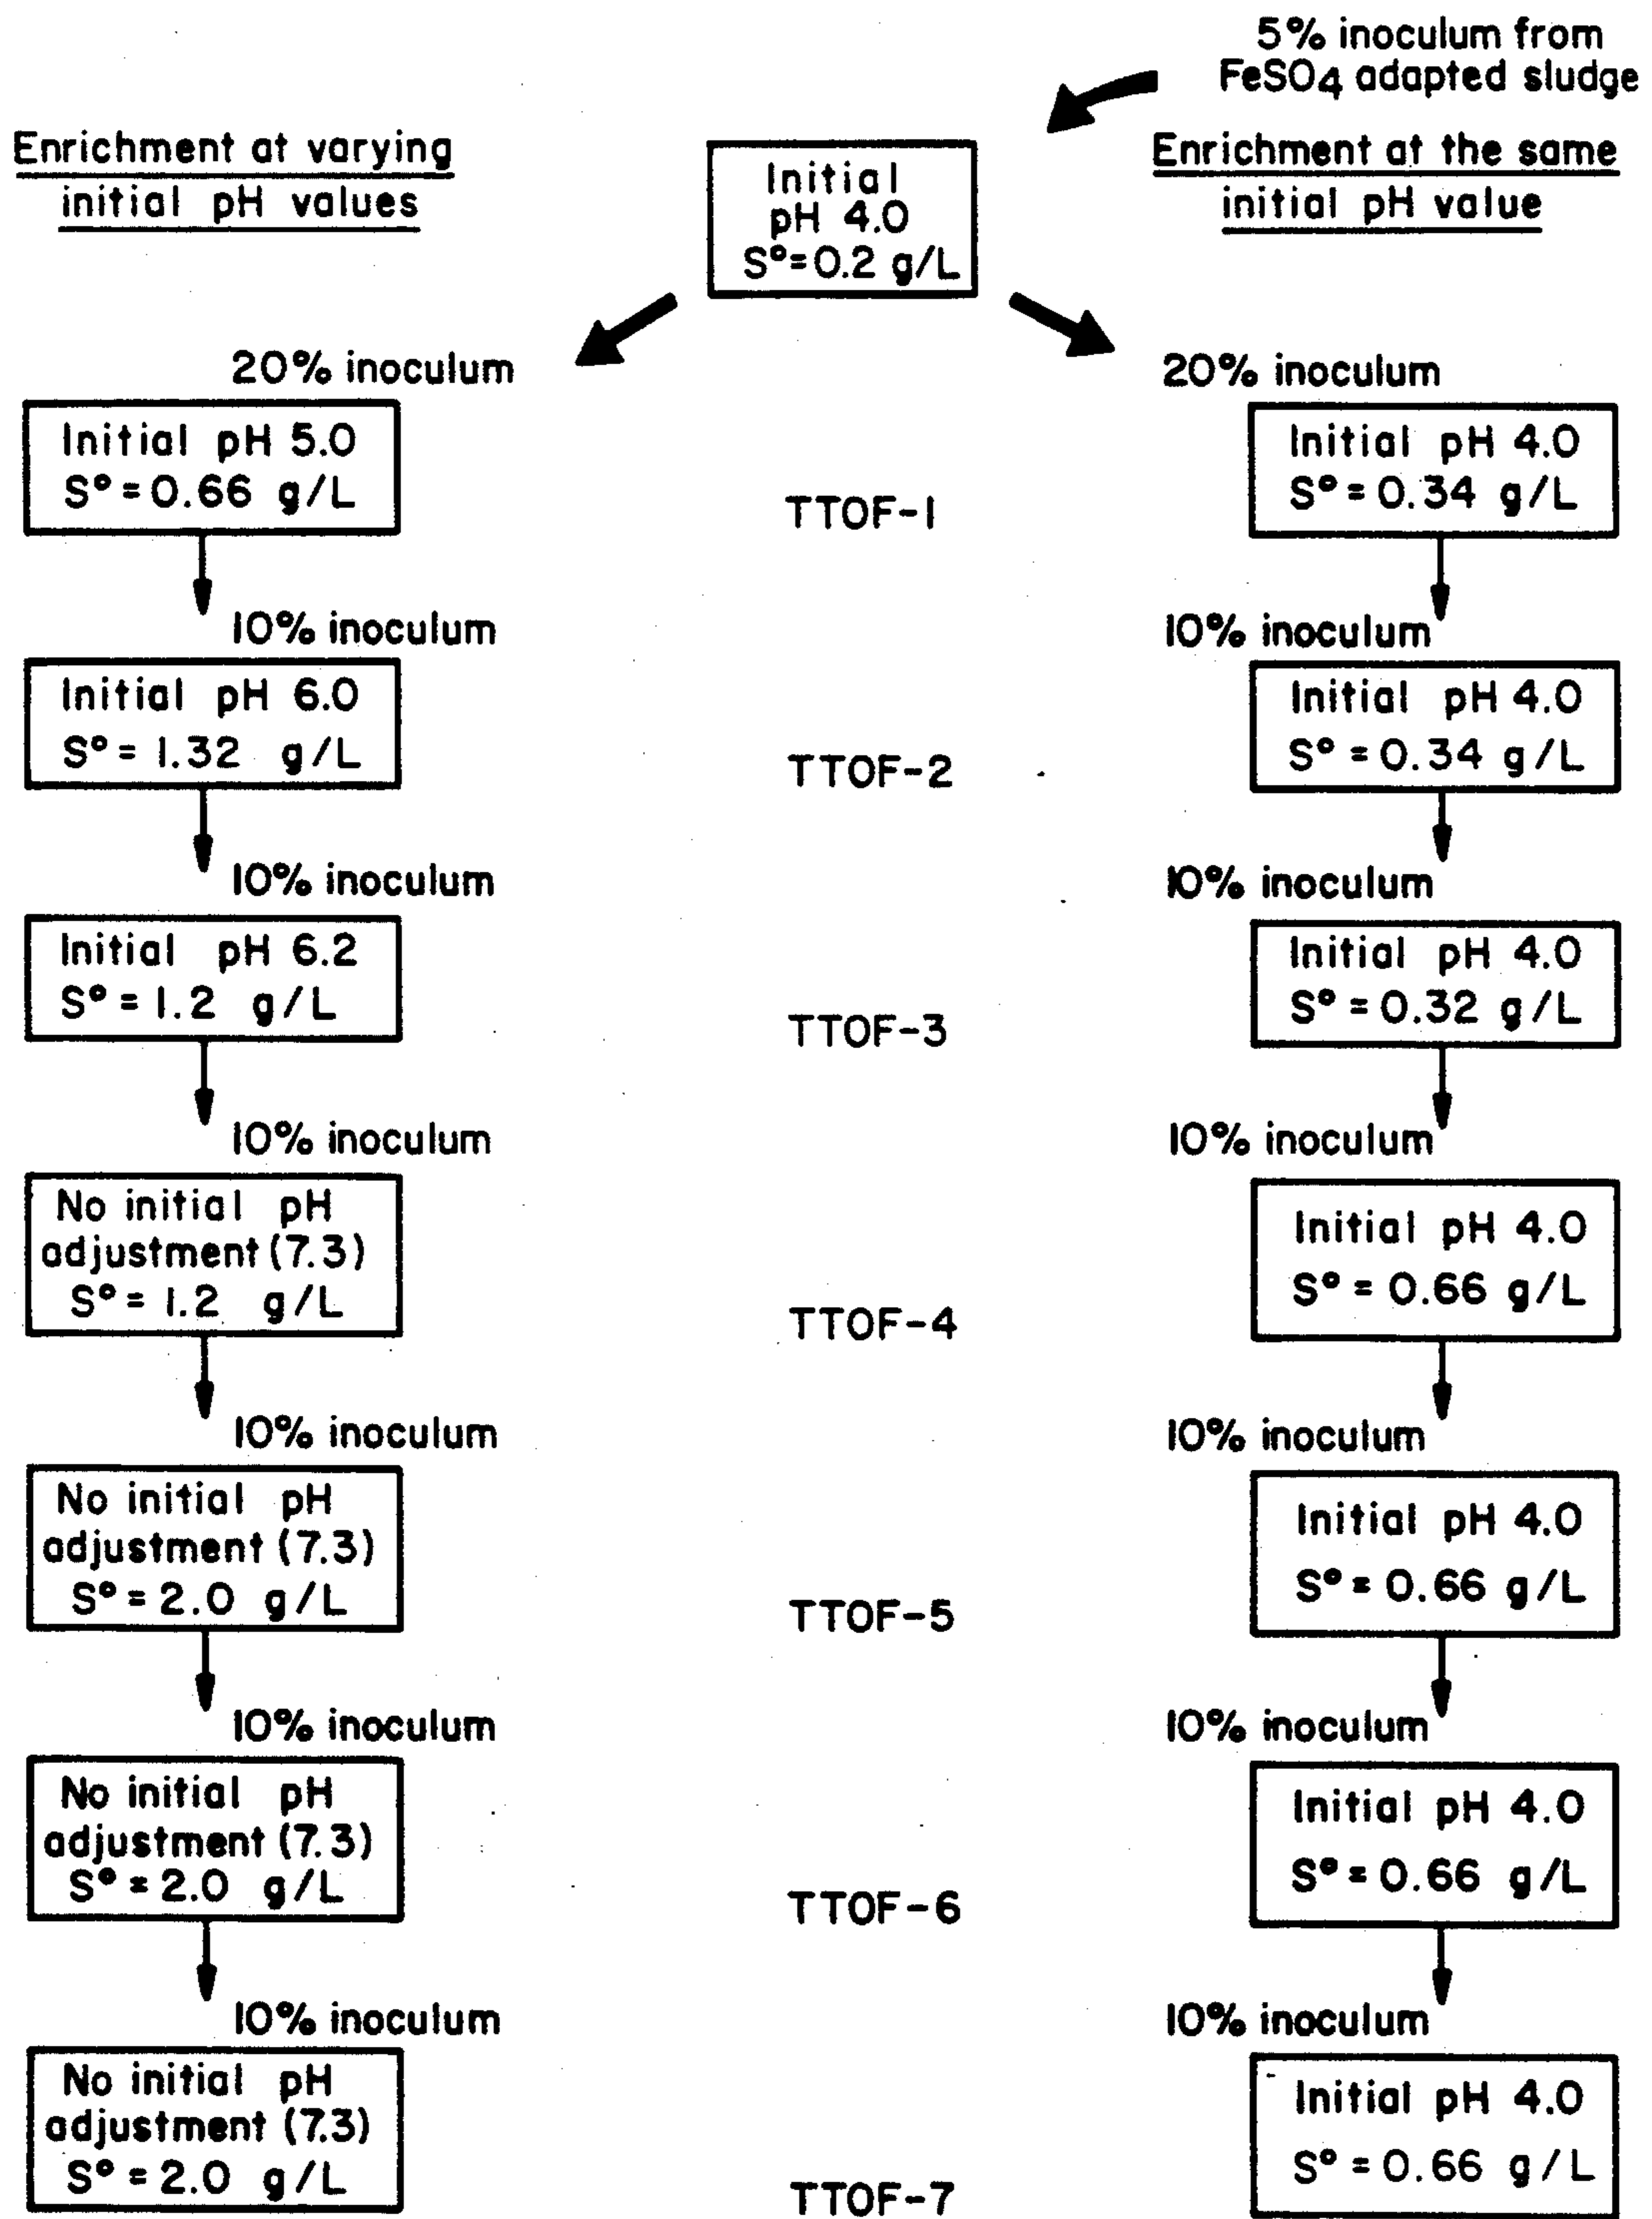 5% inoculum from
FeSO4 adapted sludge
Enrichment at varying
initial pH values
Initial
pH 4.0
S°=0.2 g/L
Enrichment at the same
initial pH value
20% inoculum
20% inoculum
Initial pH 5.0
S°=0.66 g/L
TTOF-1
Initial pH 4.0
S°=0.34 g/L
10% inoculum
10% inoculum
Initial pH 6.0
S°=1.32 g/L
TTOF-2
Initial pH 4.0
S°=0.34 g/L
10% inoculum
10% inoculum
Initial pH 6.2
S°=1.2 g/L
TTOF-3
Initial pH 4.0
S°=0.32 g/L
10% inoculum
10% inoculum
No initial pH
adjustment (7.3)
S°=1.2 g/L
TTOF-4
Initial pH 4.0
S°=0.66 g/L
10% inoculum
10% inoculum
No initial pH
adjustment (7.3)
S°=2.0 g/L
TTOF-5
Initial pH 4.0
S°=0.66 g/L
10% inoculum
10% inoculum
No initial pH
adjustment (7.3)
S°=2.0 g/L
TTOF-6
Initial pH 4.0
S°=0.66 g/L
10% inoculum
10% inoculum
No initial pH
adjustment (7.3)
S°=2.0 g/L
TTOF-7
Initial pH 4.0
S°=0.66 g/L